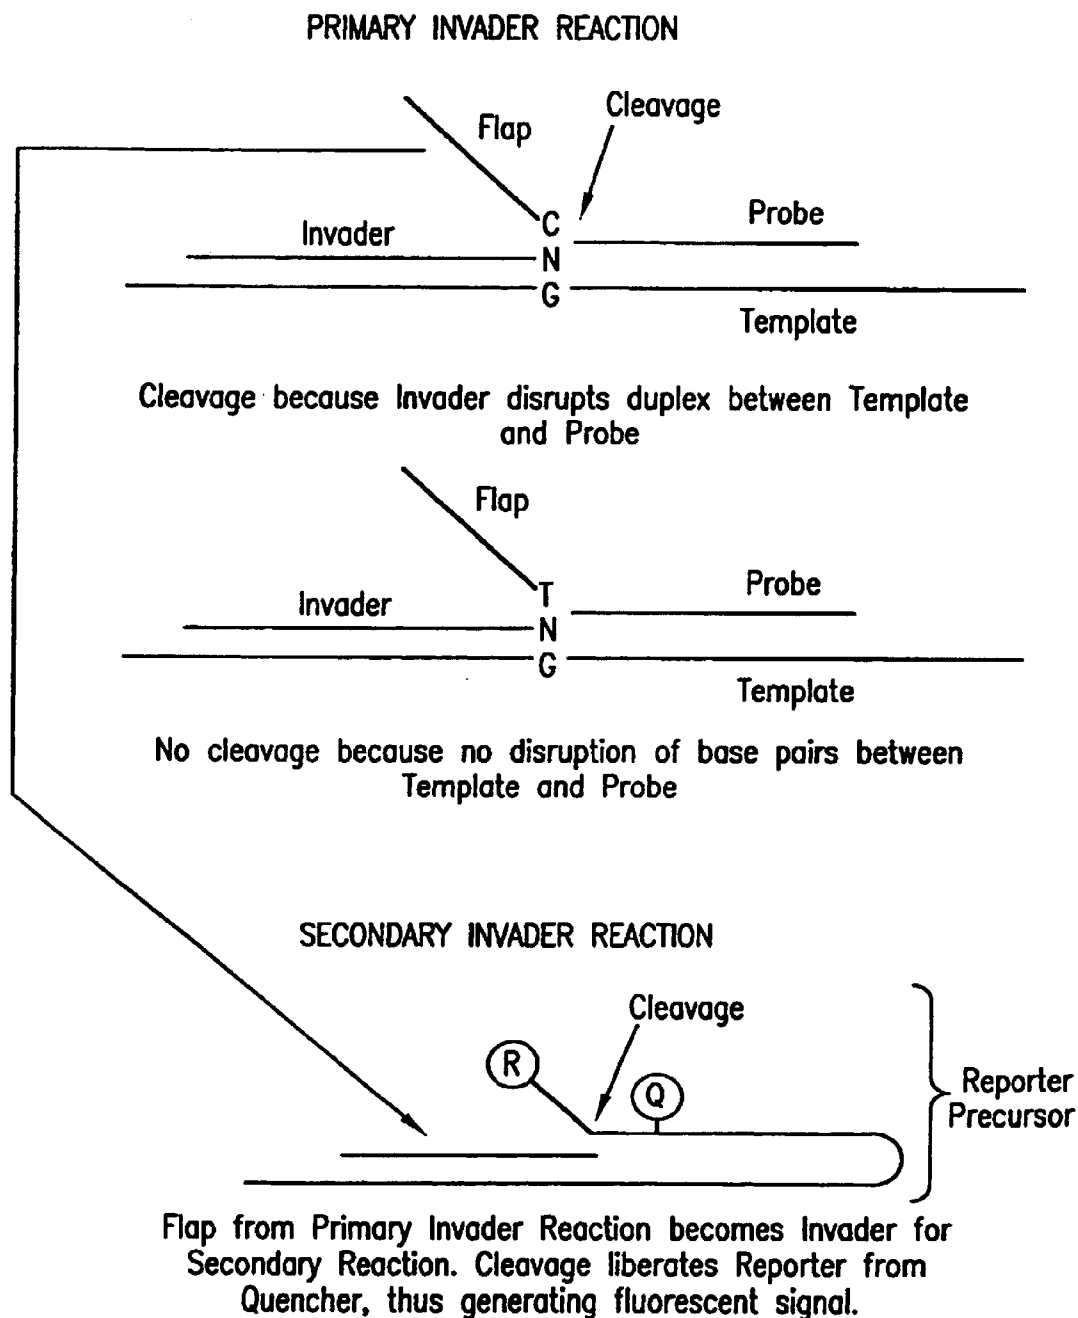 PRIMARY INVADER REACTION
Flap
Cleavage
C
Invader
Probe
N
G
Template
Cleavage because Invader disrupts duplex between Template
and Probe
Flap
T
Invader
Probe
N
G
Template
No cleavage because no disruption of base pairs between
Template and Probe
SECONDARY INVADER REACTION
Cleavage
R
Q
Reporter
Precursor
Flap from Primary Invader Reaction becomes Invader for
Secondary Reaction. Cleavage liberates Reporter from
Quencher, thus generating fluorescent signal.